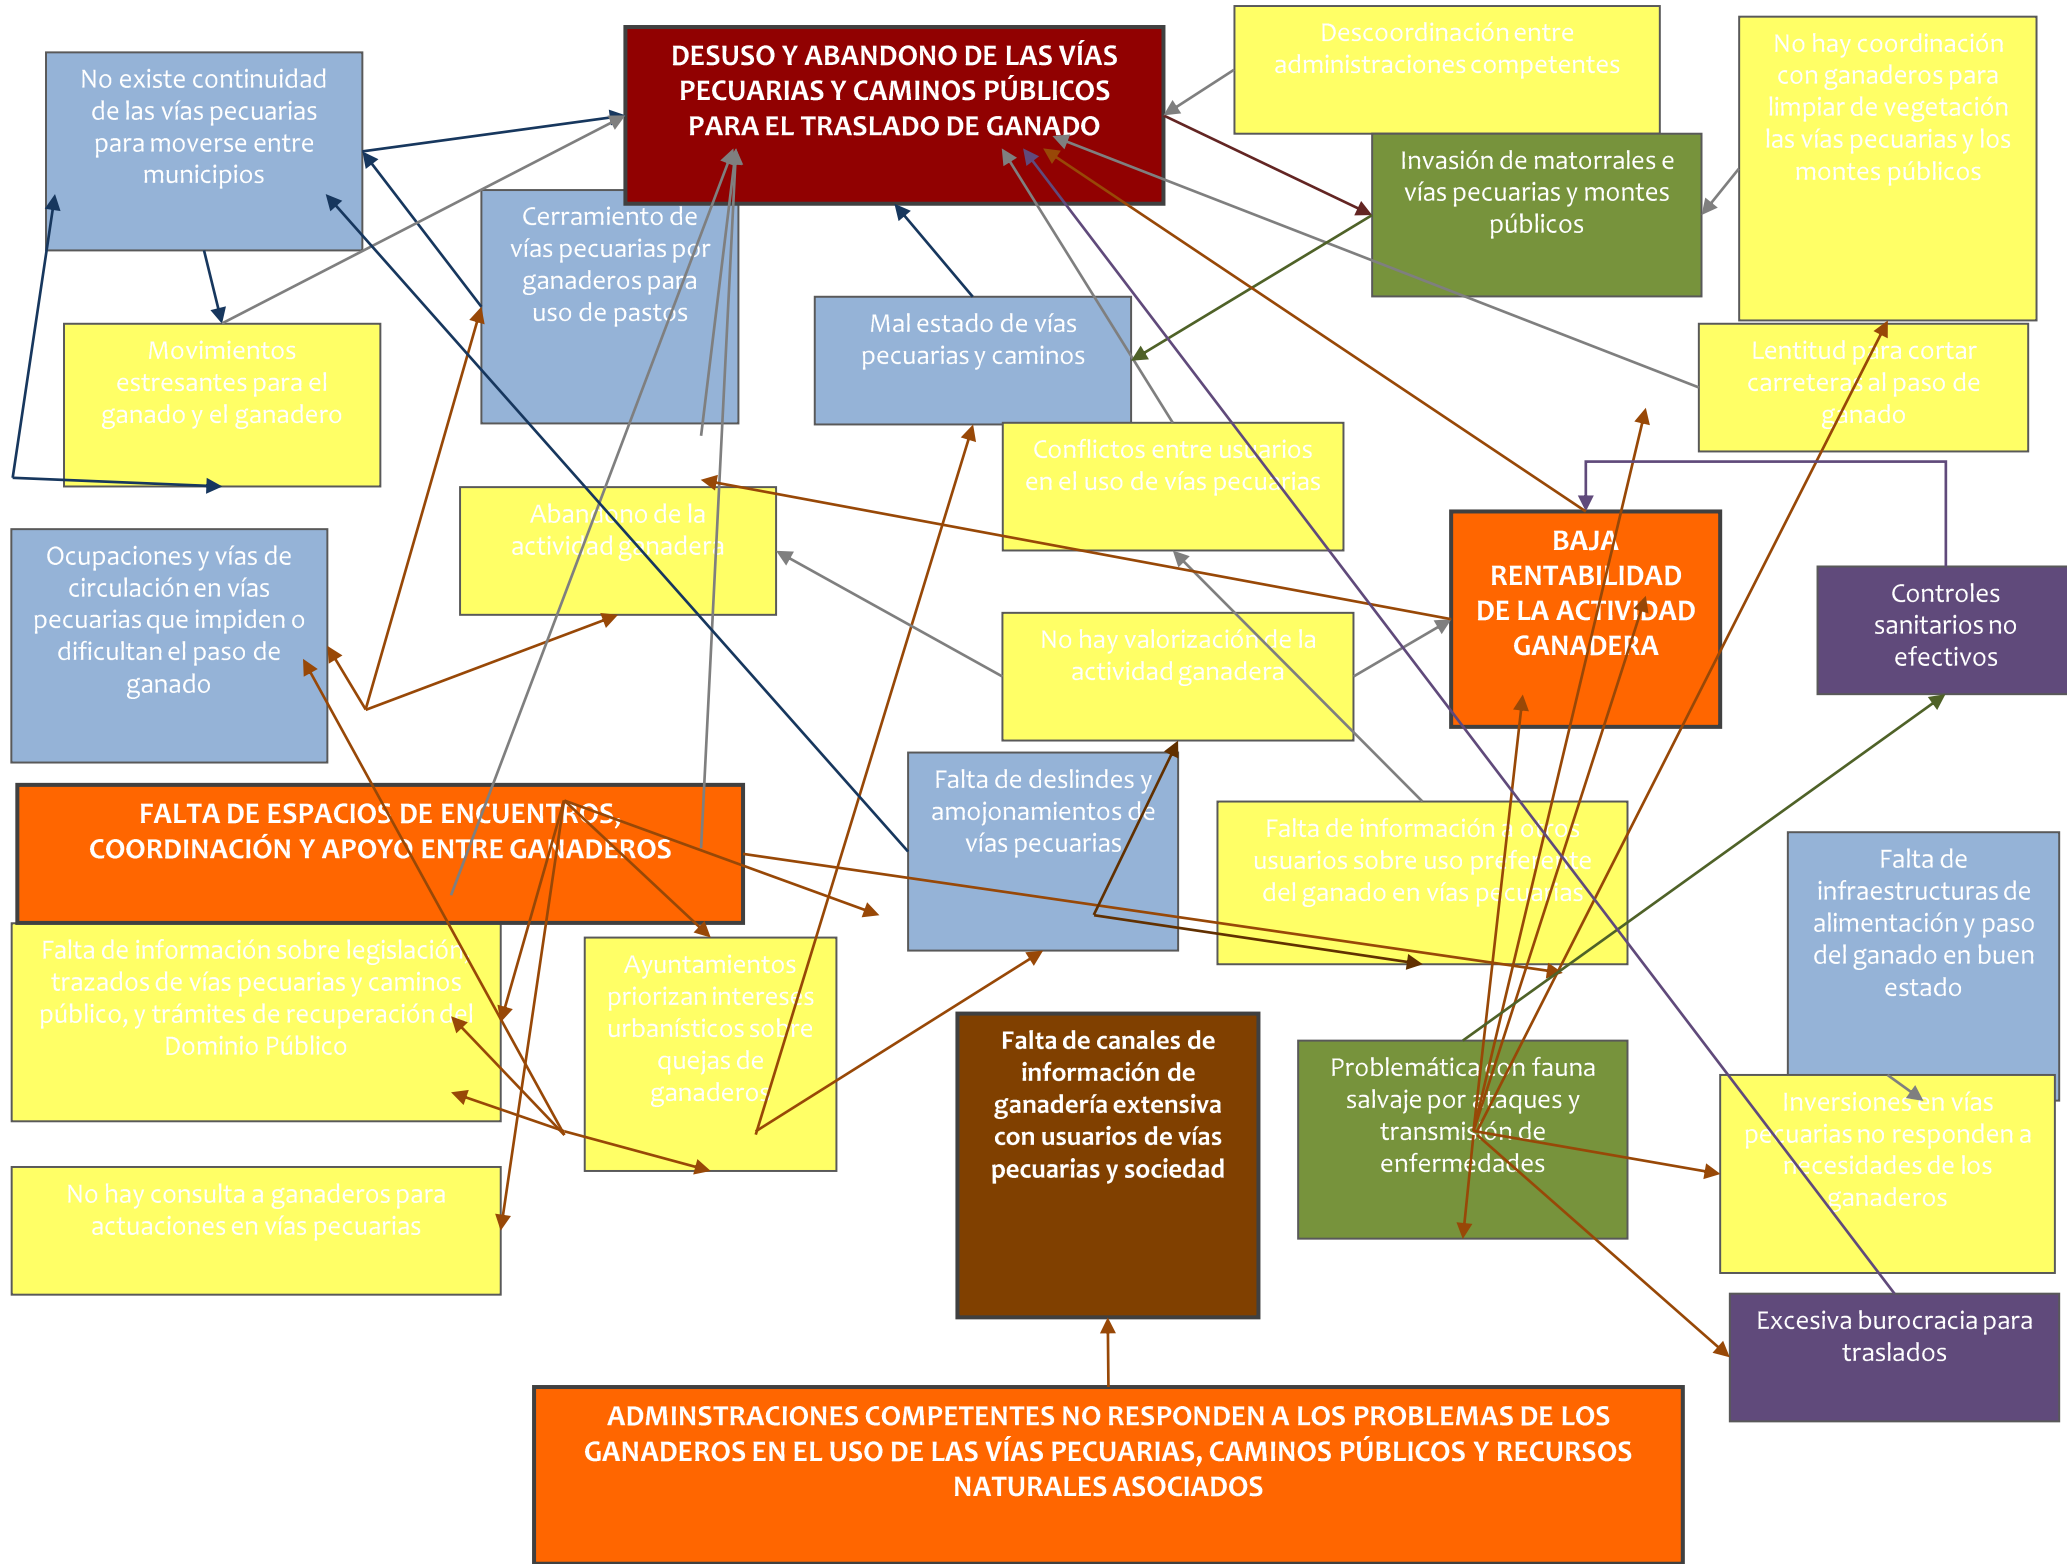 DESUSO Y ABANDONO DE LAS VÍAS
PECUARIAS Y CAMINOS PÚBLICOS
PARA EL TRASLADO DE GANADO
Descoordinación entre
administraciones competentes
No hay coordinación
con ganaderos para
limpiar de vegetación
las vías pecuarias y los
montes públicos
No existe continuidad
de las vías pecuarias
para moverse entre
municipios
Invasión de matorrales e
vías pecuarias y montes
públicos
Cerramiento de
vías pecuarias por
ganaderos para
uso de pastos
Mal estado de vías
pecuarias y caminos
Movimientos
estresantes para el
ganado y el ganadero
Lentitud para cortar
carreteras al paso de
ganado
Conflictos entre usuarios
en el uso de vías pecuarias
Abandono de la
actividad ganadera
Ocupaciones y vías de
circulación en vías
pecuarias que impiden o
dificultan el paso de
ganado
BAJA
RENTABILIDAD
DE LA ACTIVIDAD
GANADERA
Controles
sanitarios no
efectivos
No hay valorización de la
actividad ganadera
Falta de deslindes y
amojonamientos de
vías pecuarias
Falta de información a otros
usuarios sobre uso preferente
del ganado en vías pecuarias
FALTA DE ESPACIOS DE ENCUENTROS,
COORDINACIÓN Y APOYO ENTRE GANADEROS
Falta de
infraestructuras de
alimentación y paso
del ganado en buen
estado
Falta de información sobre legislación,
trazados de vías pecuarias y caminos
público, y trámites de recuperación del
Dominio Público
Ayuntamientos
priorizan intereses
urbanísticos sobre
quejas de
ganaderos
Falta de canales de
información de
ganadería extensiva
con usuarios de vías
pecuarias y sociedad
Problemática con fauna
salvaje por ataques y
transmisión de
enfermedades
Inversiones en vías
pecuarias no responden a
necesidades de los
ganaderos
No hay consulta a ganaderos para
actuaciones en vías pecuarias
Excesiva burocracia para
traslados
ADMINSTRACIONES COMPETENTES NO RESPONDEN A LOS PROBLEMAS DE LOS
GANADEROS EN EL USO DE LAS VÍAS PECUARIAS, CAMINOS PÚBLICOS Y RECURSOS
NATURALES ASOCIADOS